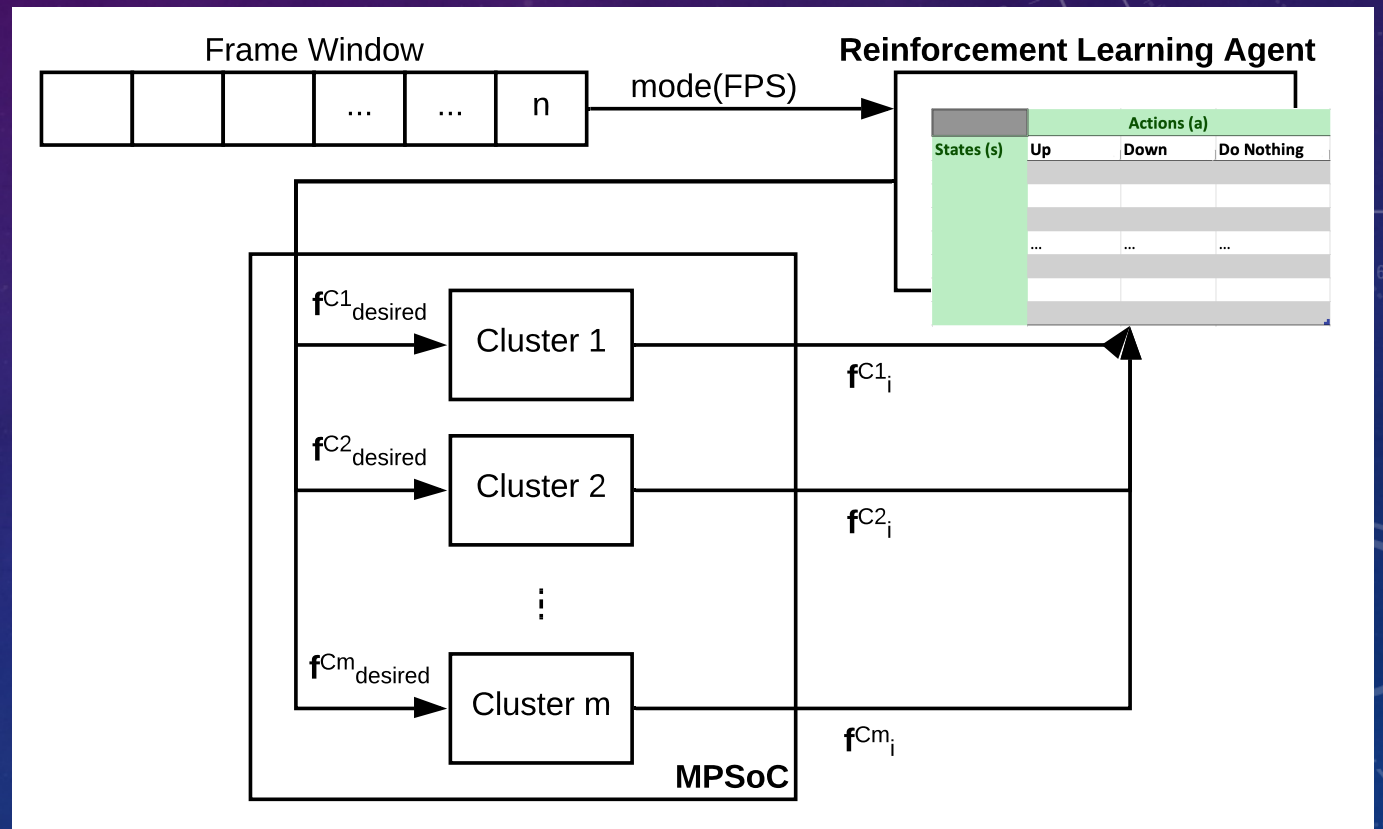 Frame Window
Reinforcement Learning Agent
... ... n
mode(FPS)
Actions (a)
States (s) Up Down Do Nothing
... ... ...
fC1desired
Cluster 1
fC1i
fC2desired
Cluster 2
fC2i
fCmdesired
Cluster m
fCmi
MPSoC